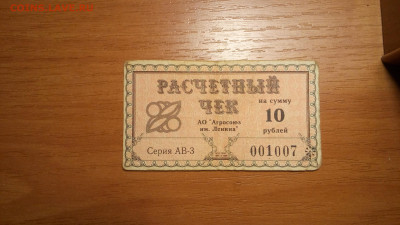 РАСЧЕТНЫЙ
ЧЕК
на сумму
10
рублей
АО "Агросоюз
им. Ленина"
Серия АВ-3
001007